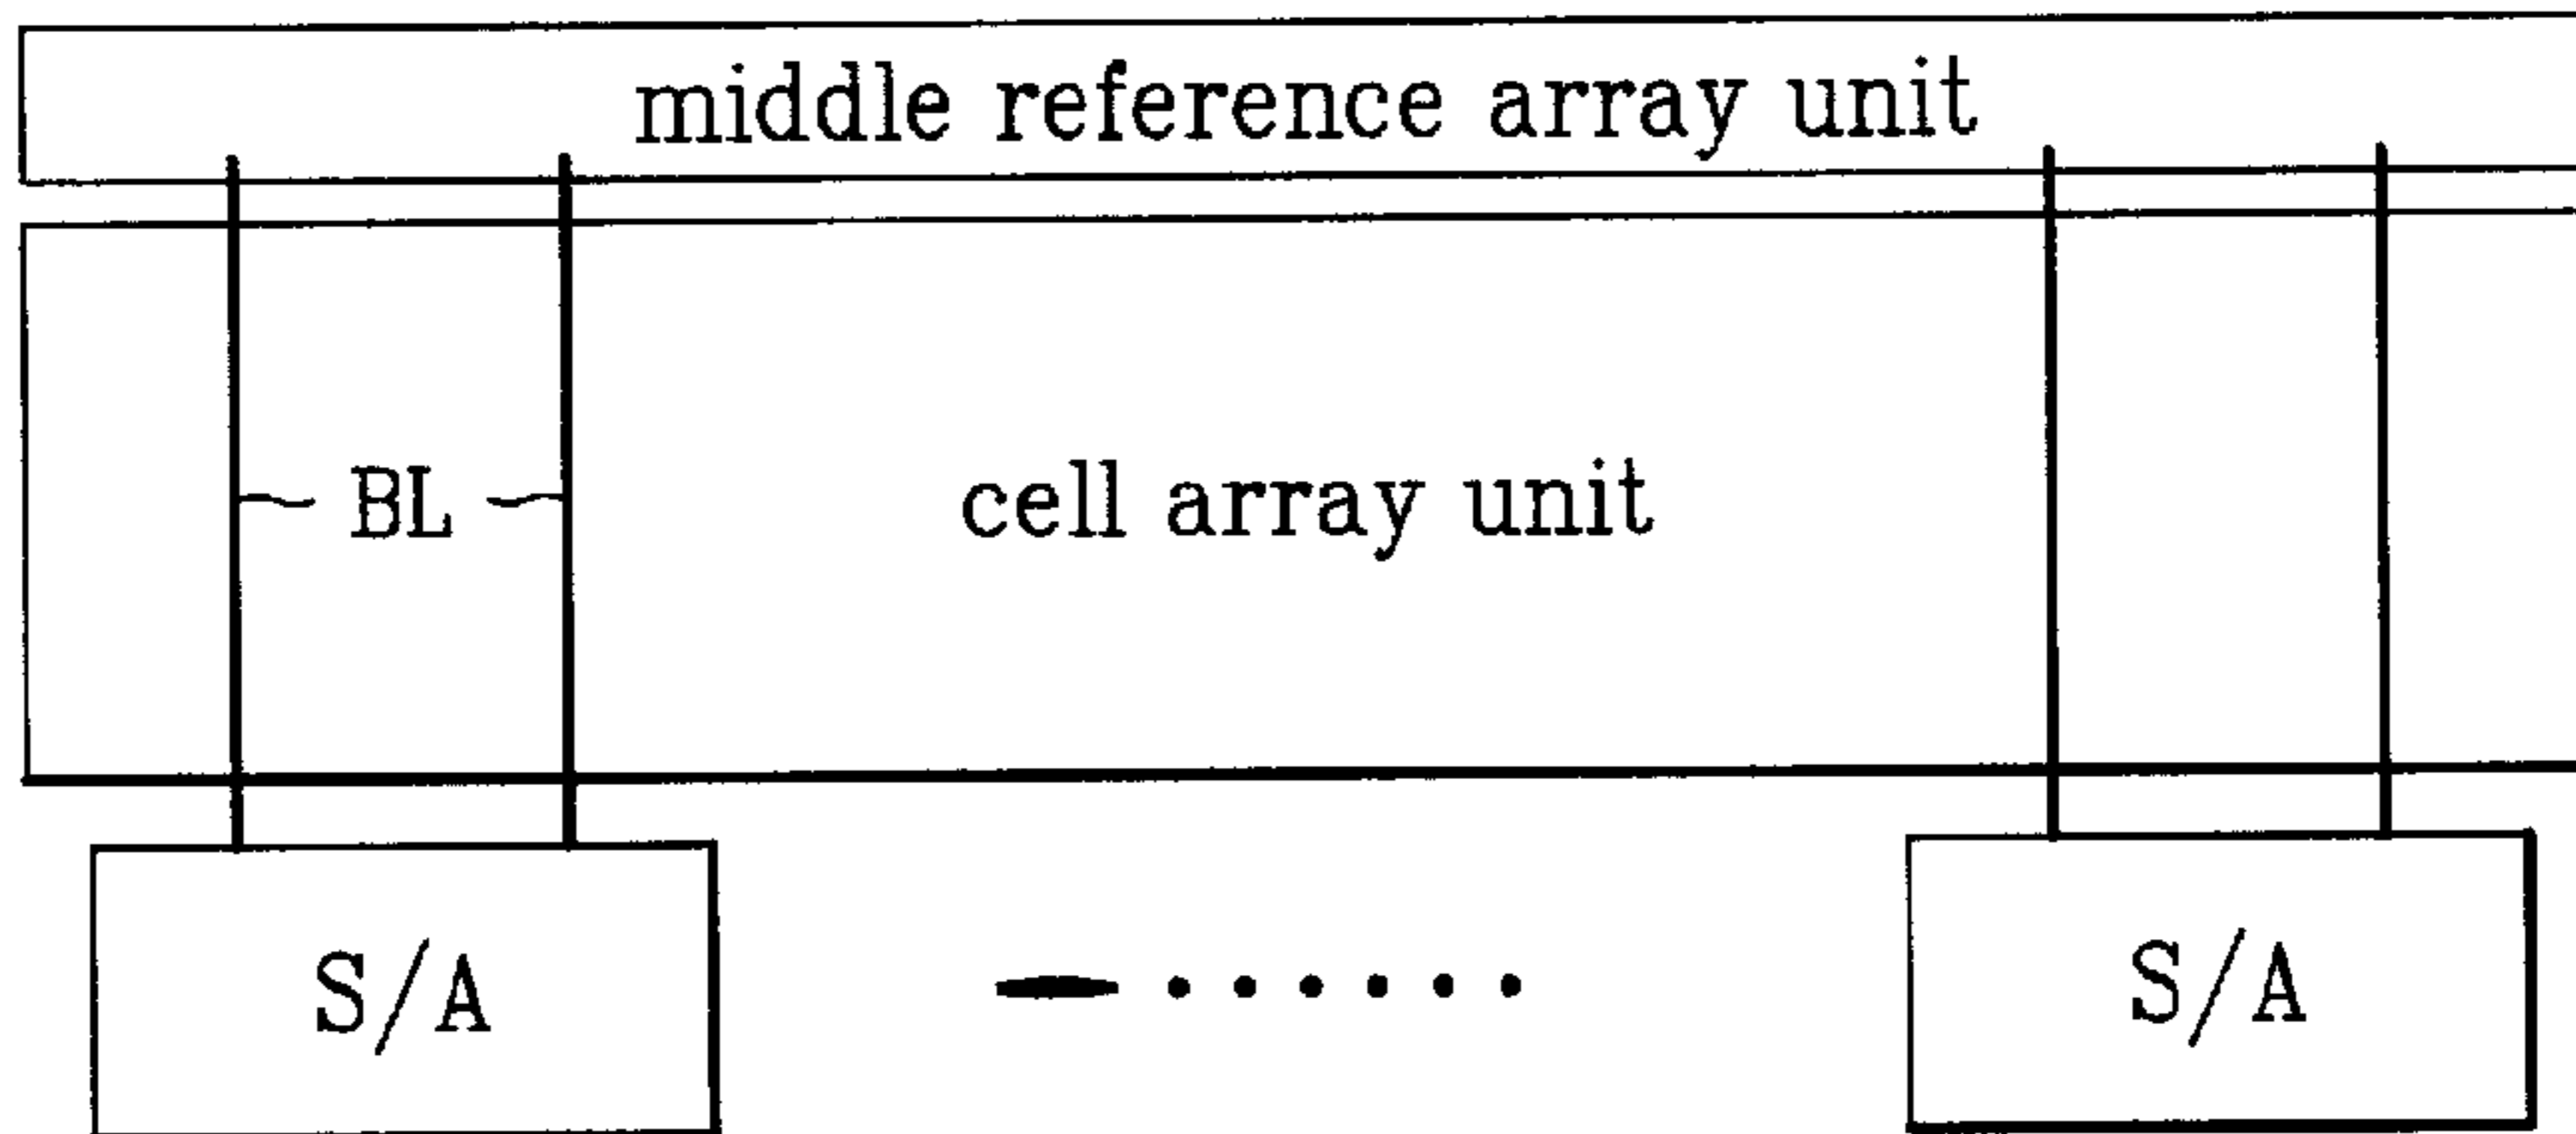 middle reference array unit
BL
cell array unit
S/A
S/A